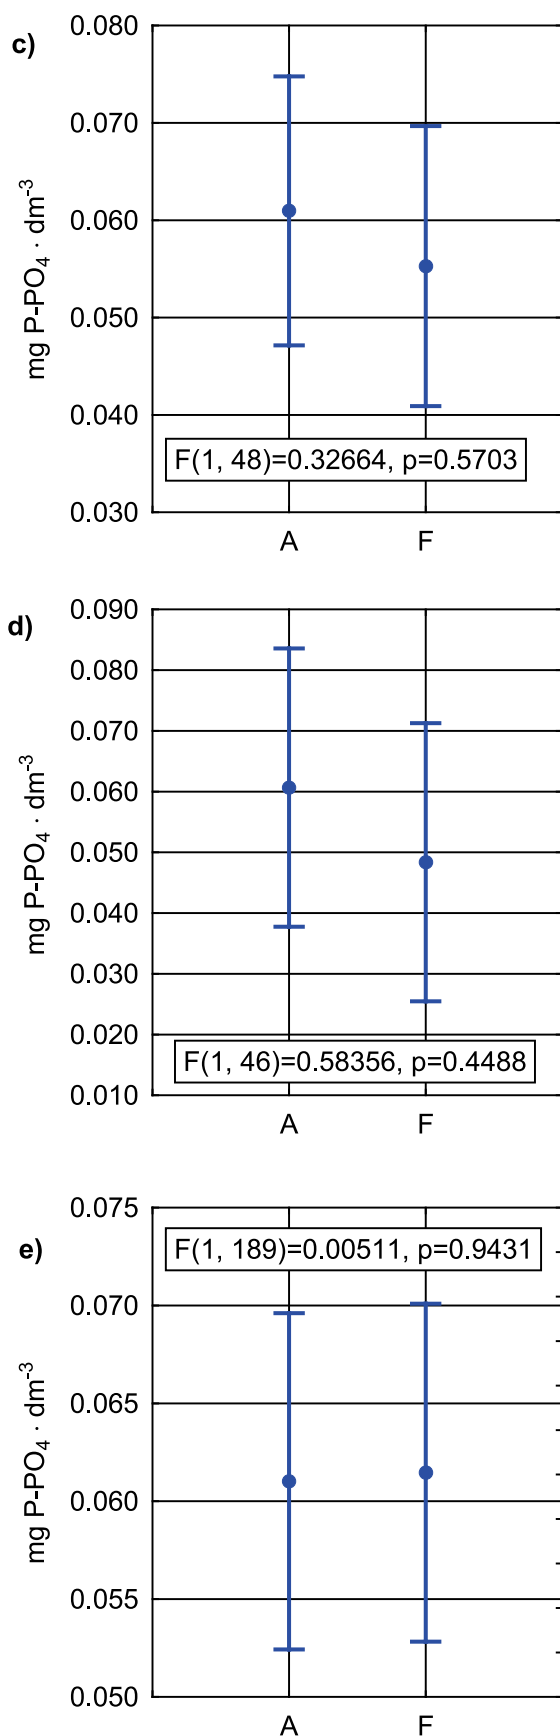 c)
mg P-PO₄ · dm⁻³
0.080
0.070
0.060
0.050
0.040
0.030
F(1, 48)=0.32664, p=0.5703
A F
d)
mg P-PO₄ · dm⁻³
0.090
0.080
0.070
0.060
0.050
0.040
0.030
0.020
0.010
F(1, 46)=0.58356, p=0.4488
A F
e)
mg P-PO₄ · dm⁻³
0.075
F(1, 189)=0.00511, p=0.9431
0.070
0.065
0.060
0.055
0.050
A F